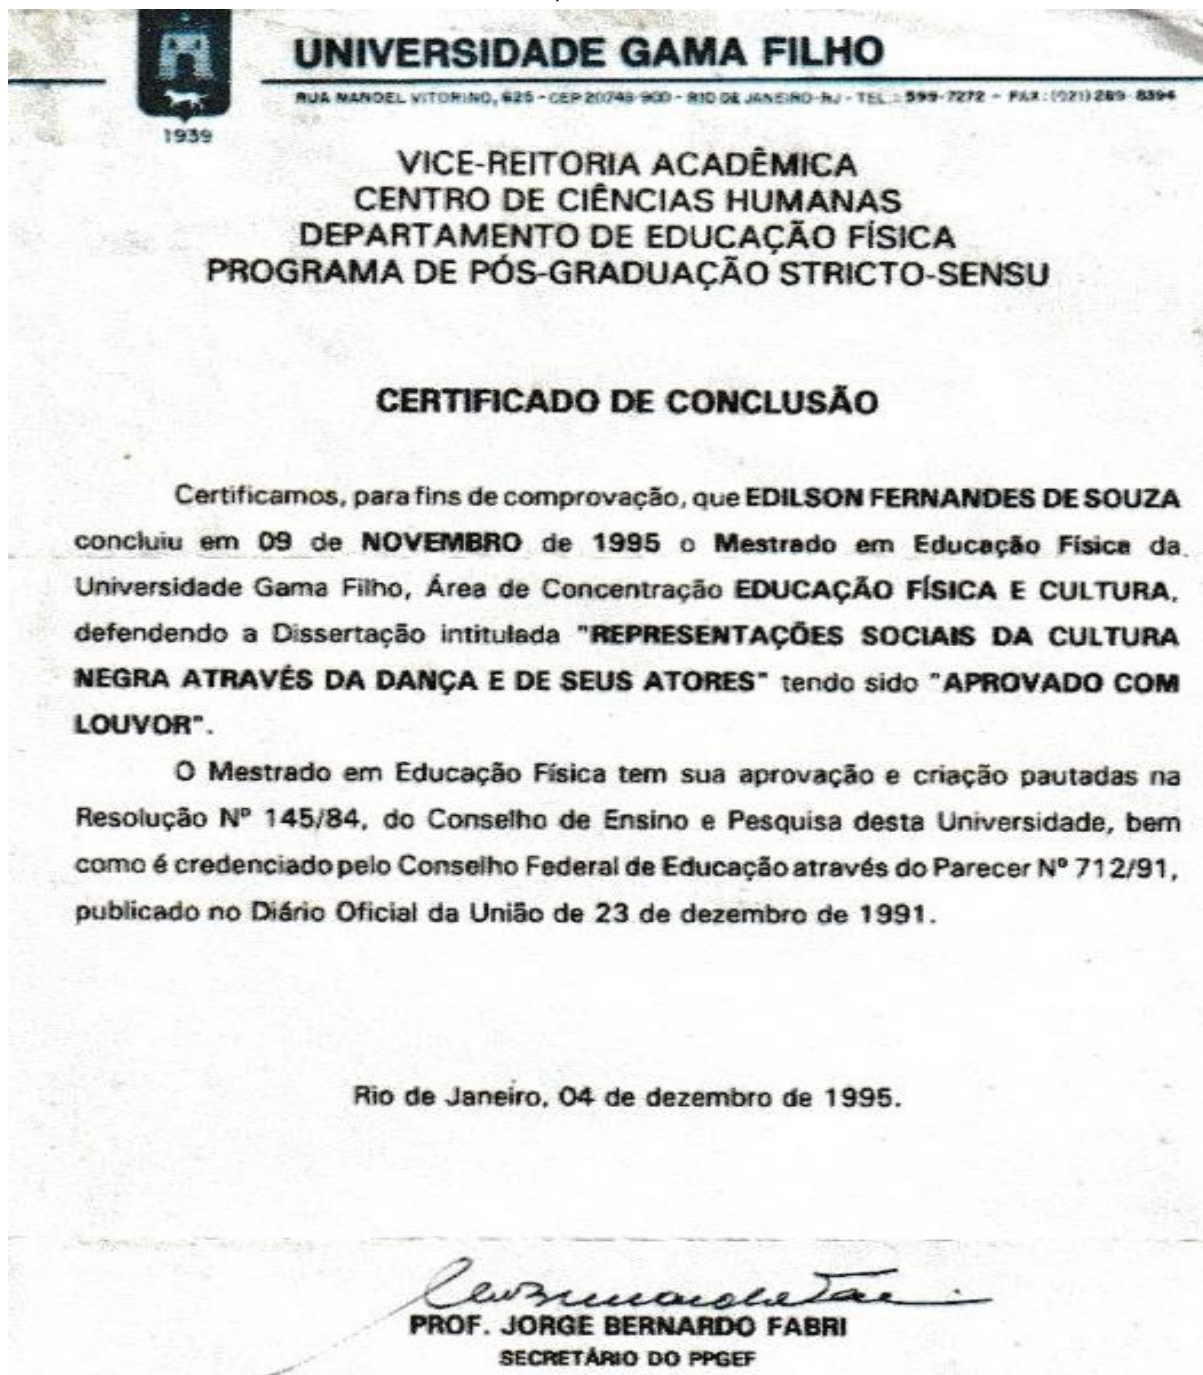 UNIVERSIDADE GAMA FILHO
RUA MANOEL VITORINO, 625 - CEP 20748-900 - RIO DE JANEIRO-RJ - TEL.: 599-7272 - FAX: (021) 289-8394
1939
VICE-REITORIA ACADÊMICA
CENTRO DE CIÊNCIAS HUMANAS
DEPARTAMENTO DE EDUCAÇÃO FÍSICA
PROGRAMA DE PÓS-GRADUAÇÃO STRICTO-SENSU
CERTIFICADO DE CONCLUSÃO
Certificamos, para fins de comprovação, que EDILSON FERNANDES DE SOUZA
concluiu em 09 de NOVEMBRO de 1995 o Mestrado em Educação Física da
Universidade Gama Filho, Área de Concentração EDUCAÇÃO FÍSICA E CULTURA,
defendendo a Dissertação intitulada "REPRESENTAÇÕES SOCIAIS DA CULTURA
NEGRA ATRAVÉS DA DANÇA E DE SEUS ATORES" tendo sido "APROVADO COM
LOUVOR".
O Mestrado em Educação Física tem sua aprovação e criação pautadas na
Resolução Nº 145/84, do Conselho de Ensino e Pesquisa desta Universidade, bem
como é credenciado pelo Conselho Federal de Educação através do Parecer Nº 712/91,
publicado no Diário Oficial da União de 23 de dezembro de 1991.
Rio de Janeiro, 04 de dezembro de 1995.
PROF. JORGE BERNARDO FABRI
SECRETÁRIO DO PPGEF